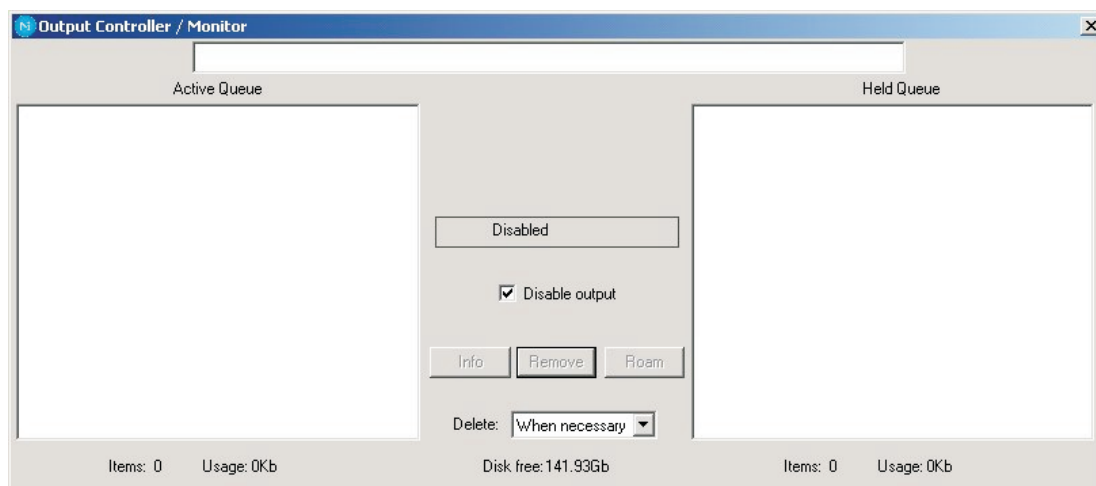 Output Controller / Monitor
Active Queue
Held Queue
Disabled
Disable output
Info
Remove
Roam
Delete:
When necessary
Items: 0
Usage: 0Kb
Disk free: 141.93Gb
Items: 0
Usage: 0Kb